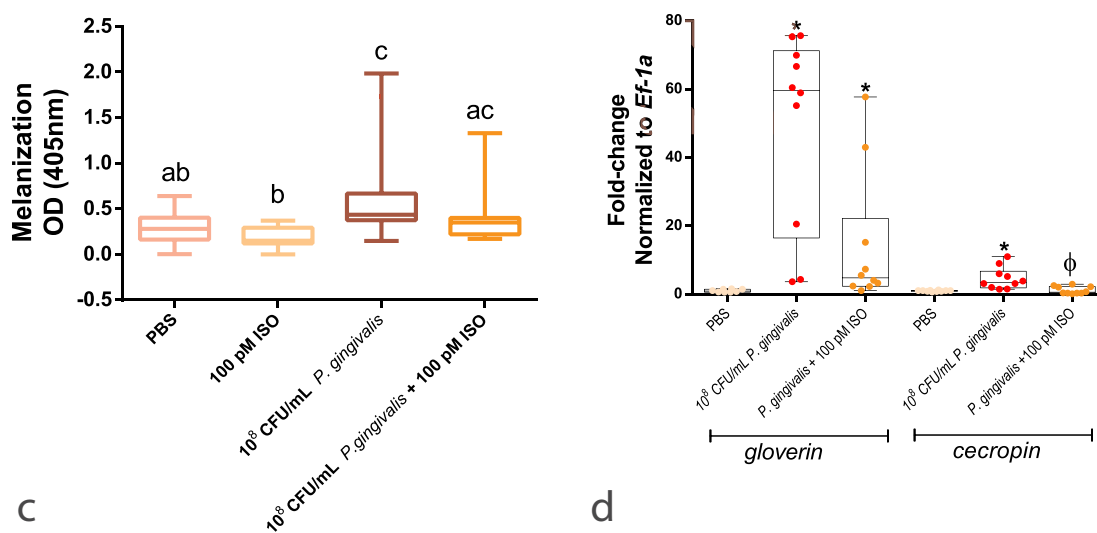 Melanization
OD (405nm)
2.5
2.0
1.5
1.0
0.5
0.0
-0.5
ab
b
c
ac
PBS
100 pM ISO
10⁸ CFU/mL P. gingivalis
10⁸ CFU/mL P.gingivalis + 100 pM ISO
c
Fold-change
Normalized to Ef-1a
80
60
40
20
0
*
*
*
ϕ
PBS
10⁸ CFU/mL P. gingivalis
P. gingivalis + 100 pM ISO
PBS
10⁸ CFU/mL P. gingivalis
P. gingivalis +100 pM ISO
gloverin
cecropin
d